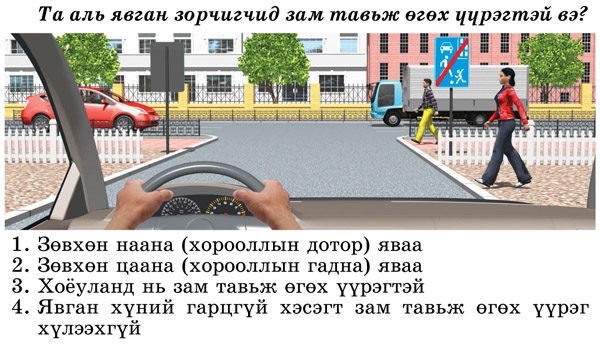 Та аль явган зорчигчид зам тавьж өгөх үүрэгтэй вэ?
1. Зөвхөн наана (хорооллын дотор) яваа
2. Зөвхөн цаана (хорооллын гадна) яваа
3. Хоёуланд нь зам тавьж өгөх үүрэгтэй
4. Явган хүний гарцгүй хэсэгт зам тавьж өгөх үүрэг
хүлээхгүй